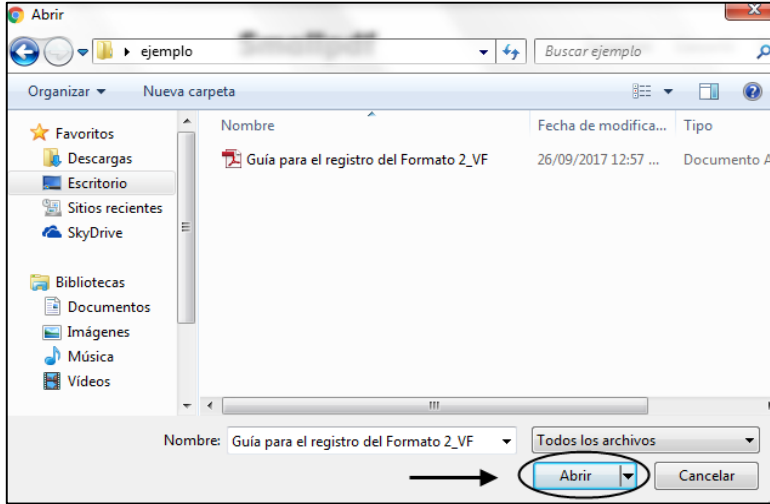 Abrir
ejemplo
Buscar ejemplo
Organizar
Nueva carpeta
Nombre
Fecha de modifica...
Tipo
Favoritos
Descargas
Escritorio
Sitios recientes
SkyDrive
Bibliotecas
Documentos
Imágenes
Música
Vídeos
Guía para el registro del Formato 2_VF
26/09/2017 12:57 ...
Documento A
Nombre: Guía para el registro del Formato 2_VF
Todos los archivos
Abrir
Cancelar